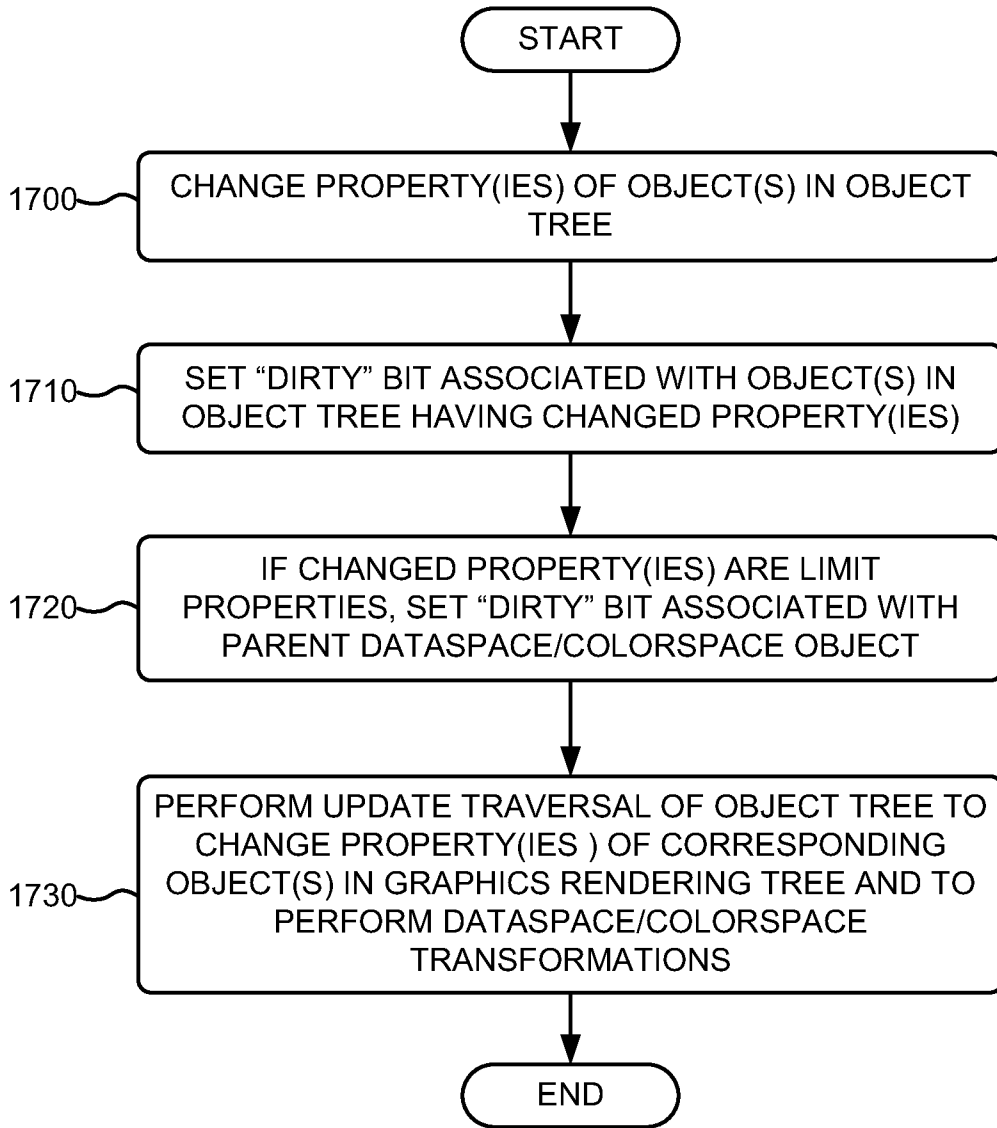 START
1700
CHANGE PROPERTY(IES) OF OBJECT(S) IN OBJECT
TREE
1710
SET “DIRTY” BIT ASSOCIATED WITH OBJECT(S) IN
OBJECT TREE HAVING CHANGED PROPERTY(IES)
1720
IF CHANGED PROPERTY(IES) ARE LIMIT
PROPERTIES, SET “DIRTY” BIT ASSOCIATED WITH
PARENT DATASPACE/COLORSPACE OBJECT
1730
PERFORM UPDATE TRAVERSAL OF OBJECT TREE TO
CHANGE PROPERTY(IES ) OF CORRESPONDING
OBJECT(S) IN GRAPHICS RENDERING TREE AND TO
PERFORM DATASPACE/COLORSPACE
TRANSFORMATIONS
END